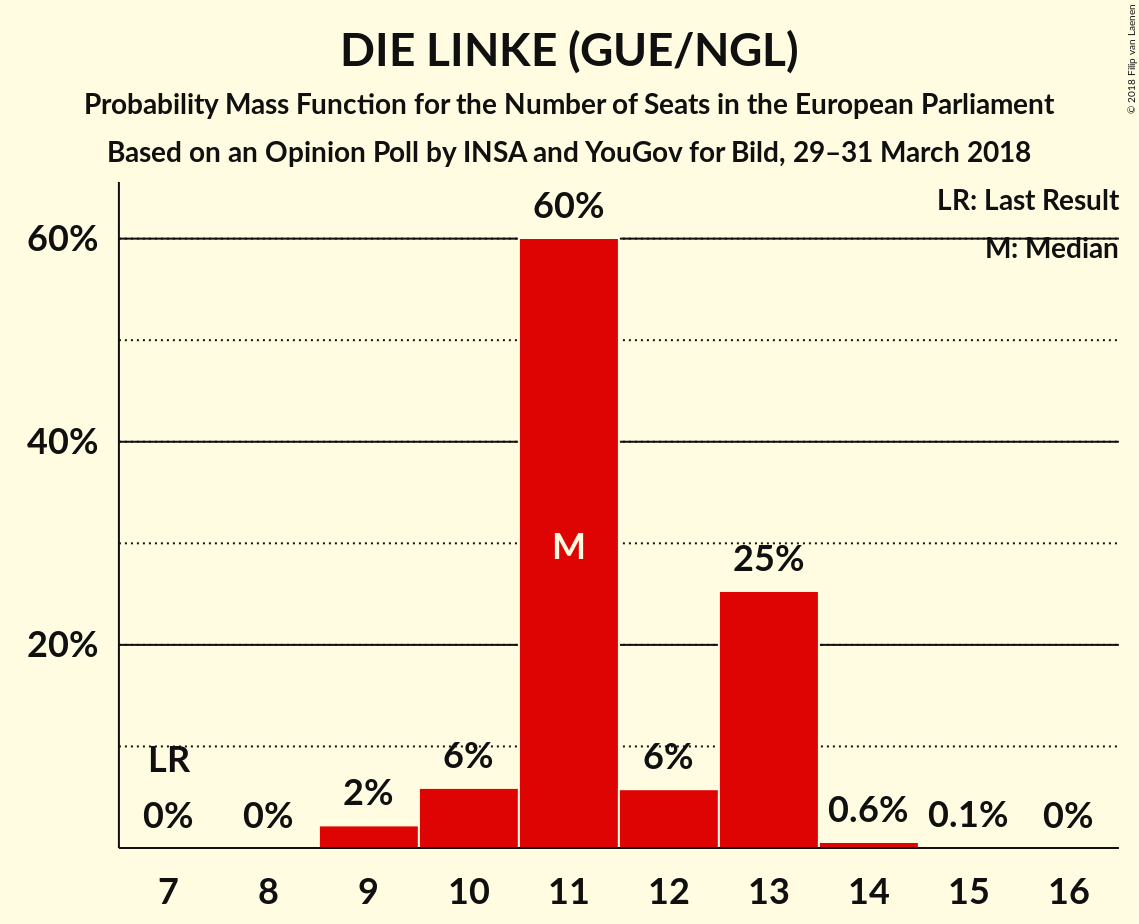 DIE LINKE (GUE/NGL)
Probability Mass Function for the Number of Seats in the European Parliament
Based on an Opinion Poll by INSA and YouGov for Bild, 29–31 March 2018
© 2018 Filip van Laenen
LR: Last Result
M: Median
60%
40%
20%
LR
0%
0%
2%
6%
60%
M
6%
25%
0.6%
0.1%
0%
7 8 9 10 11 12 13 14 15 16